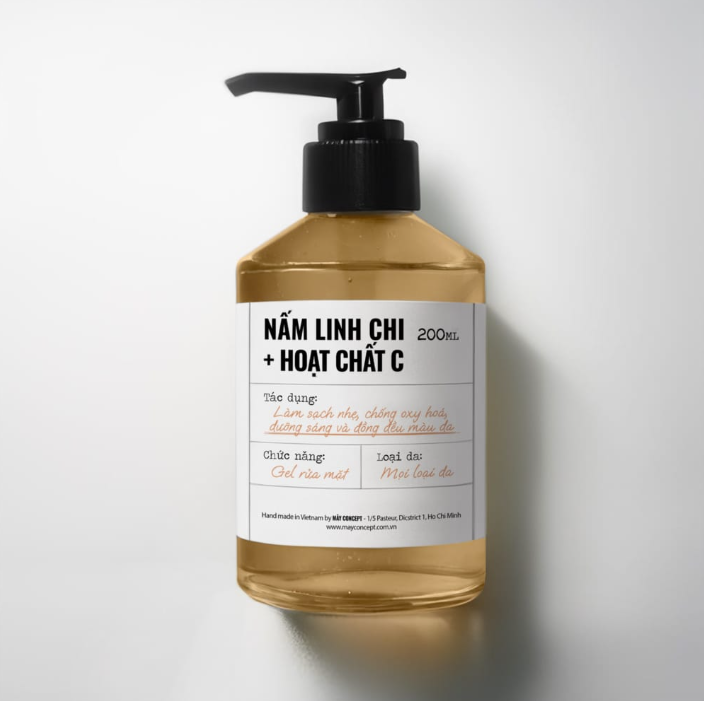 NẤM LINH CHI 200ML
+ HOẠT CHẤT C
Tác dụng:
Làm sạch nhẹ, chống oxy hoá,
dưỡng sáng và đồng đều màu da
Chức năng: Loại da:
Gel rửa mặt Mọi loại da
Hand made in Vietnam by MÂY CONCEPT - 1/5 Pasteur, Dicstrict 1, Ho Chi Minh
www.mayconcept.com.vn